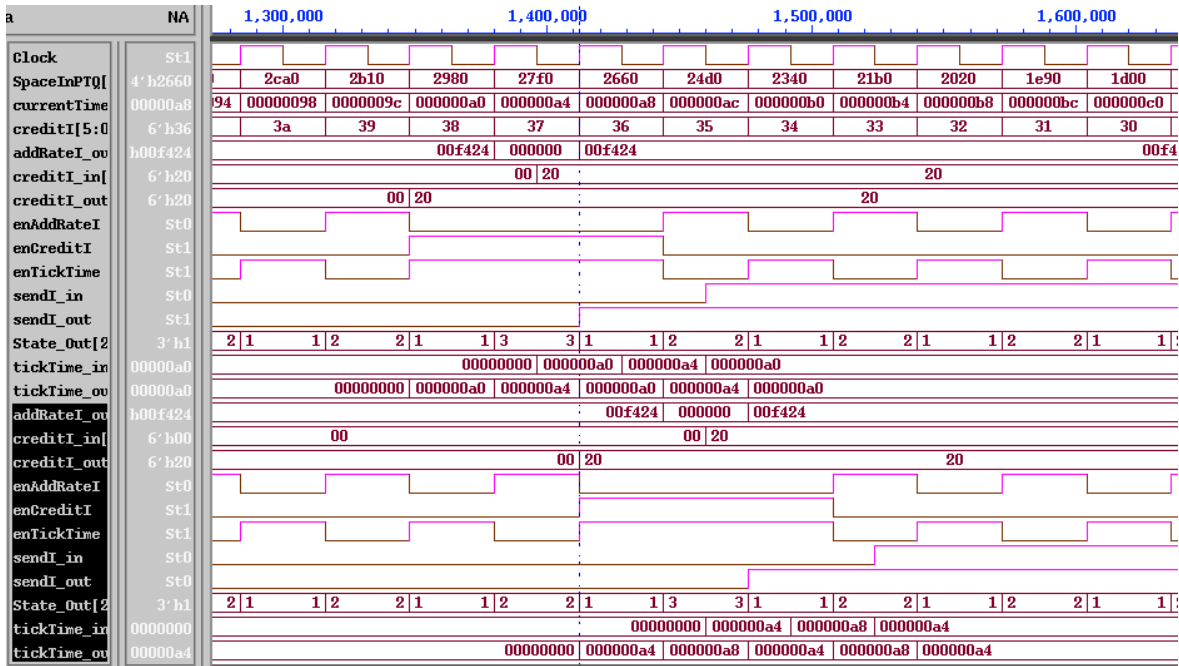 a NA 1,300,000 1,400,000 1,500,000 1,600,000
Clock St1
SpaceInPTQ[ 4'h2660 2ca0 2b10 2980 27f0 2660 24d0 2340 21b0 2020 1e90 1d00
currentTime 00000a8 094 00000098 0000009c 000000a0 000000a4 000000a8 000000ac 000000b0 000000b4 000000b8 000000bc 000000c0
creditI[5:0 6'h36 3a 39 38 37 36 35 34 33 32 31 30
addRateI_ou h00f424 00f424 000000 00f424 00f4
creditI_in[ 6'h20 00 20 20
creditI_out 6'h20 00 20 20
enAddRateI St0
enCreditI St1
enTickTime St1
sendI_in St0
sendI_out St1
State_Out[2 3'h1 2 1 1 2 2 1 1 3 3 1 1 2 2 1 1 2 2 1 1 2 2 1 1
tickTime_in 00000a0 00000000 000000a0 000000a4 000000a0
tickTime_ou 00000a0 00000000 000000a0 000000a4 000000a0 000000a4 000000a0
addRateI_ou h00f424 00f424 000000 00f424
creditI_in[ 6'h00 00 00 20
creditI_out 6'h20 00 20 20
enAddRateI St0
enCreditI St1
enTickTime St1
sendI_in St0
sendI_out St0
State_Out[2 3'h1 2 1 1 2 2 1 1 2 2 1 1 3 3 1 1 2 2 1 1 2 2 1 1
tickTime_in 0000000 00000000 000000a4 000000a8 000000a4
tickTime_ou 00000a4 00000000 000000a4 000000a8 000000a4 000000a8 000000a4